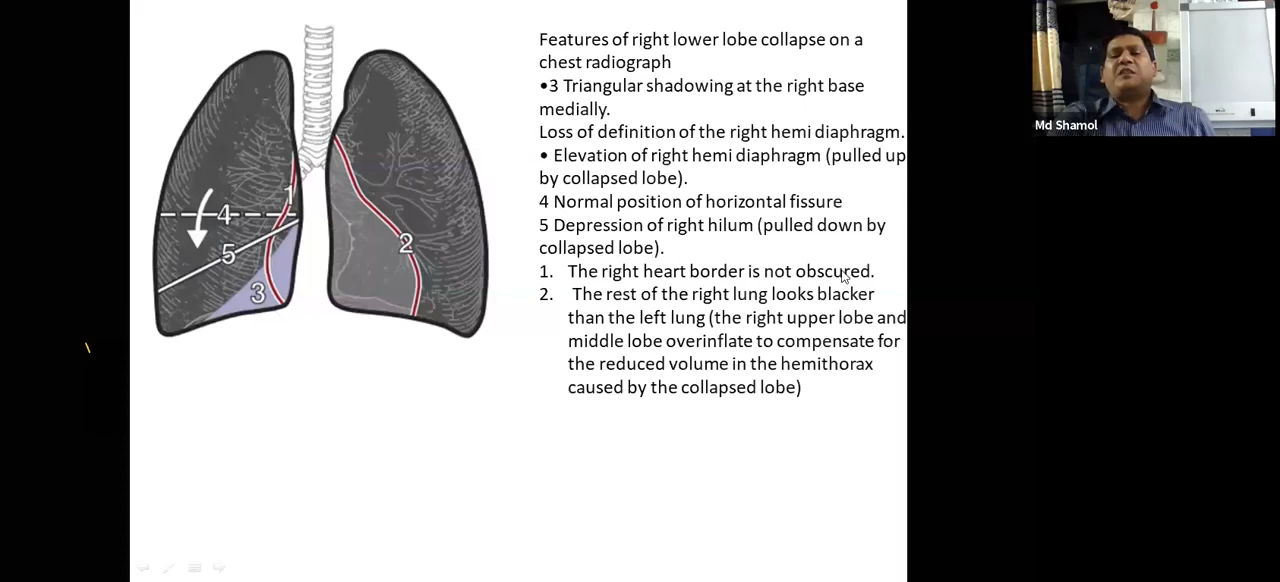 Features of right lower lobe collapse on a
chest radiograph
•3 Triangular shadowing at the right base
medially.
Loss of definition of the right hemi diaphragm.
• Elevation of right hemi diaphragm (pulled up
by collapsed lobe).
4 Normal position of horizontal fissure
5 Depression of right hilum (pulled down by
collapsed lobe).
1. The right heart border is not obscured.
2. The rest of the right lung looks blacker
than the left lung (the right upper lobe and
middle lobe overinflate to compensate for
the reduced volume in the hemithorax
caused by the collapsed lobe)
1
4
5
2
3
Md Shamol